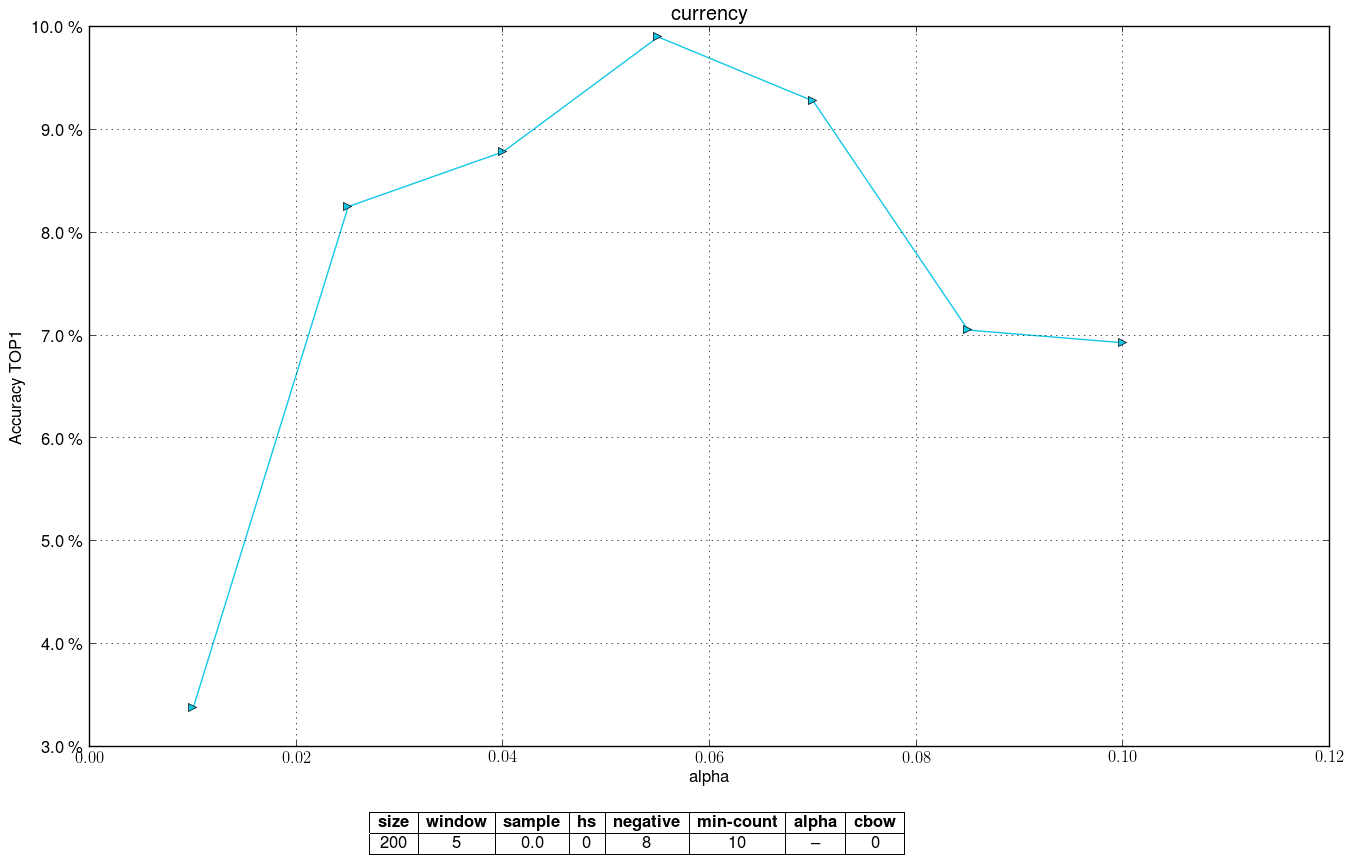 currency
10.0 %
9.0 %
8.0 %
7.0 %
6.0 %
5.0 %
4.0 %
3.0 %
Accuracy TOP1
0.00 0.02 0.04 0.06 0.08 0.10 0.12
alpha
size window sample hs negative min-count alpha cbow
200 5 0.0 0 8 10 – 0